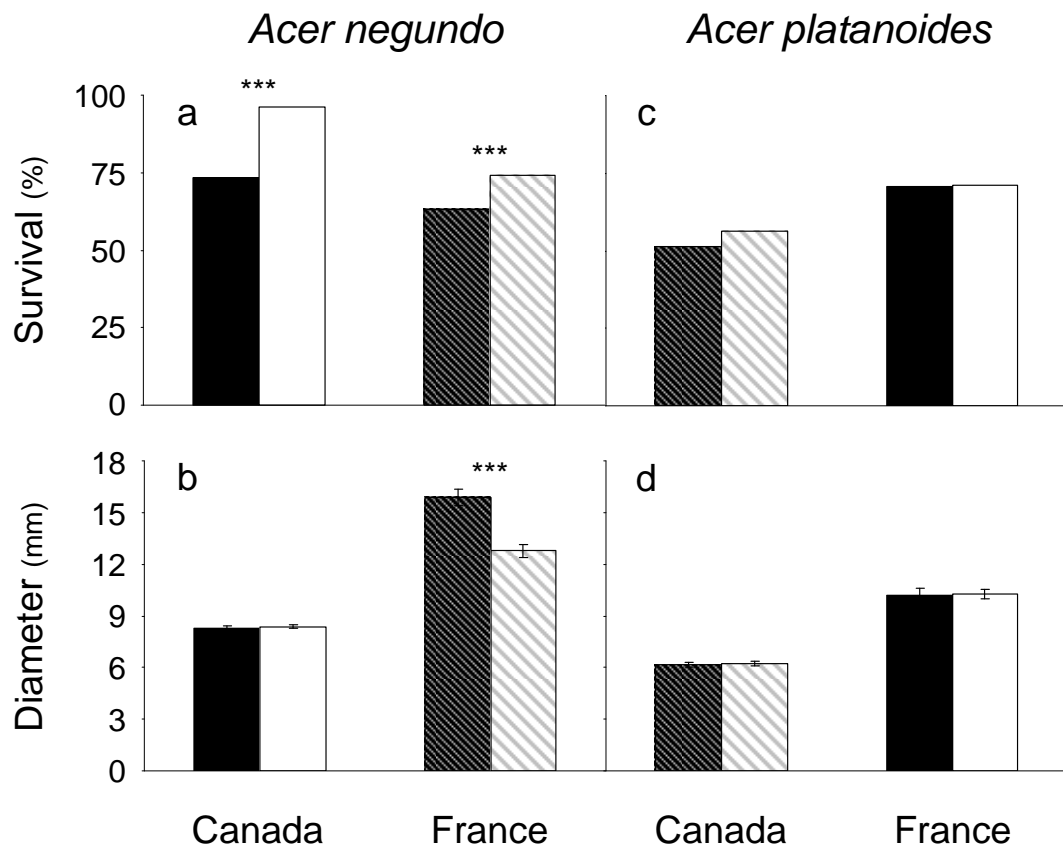 Acer negundo
Acer platanoides
Survival (%)
100
75
50
25
0
a
***
***
c
Diameter (mm)
18
15
12
9
6
3
0
b
***
d
Canada
France
Canada
France